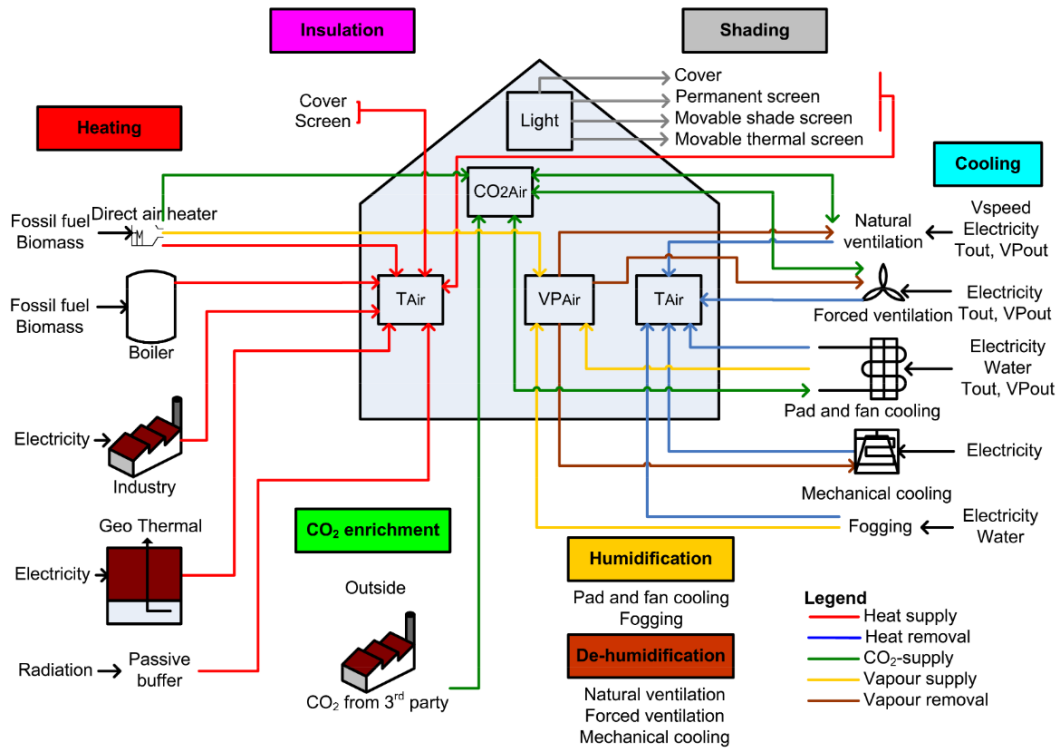 Insulation
Shading
Cover
Screen
Cover
Permanent screen
Movable shade screen
Movable thermal screen
Light
Heating
Cooling
CO2Air
Fossil fuel
Biomass
Direct air heater
Natural
ventilation
Vspeed
Electricity
Tout, VPout
TAir
VPAir
TAir
Fossil fuel
Biomass
Boiler
Forced ventilation
Electricity
Tout, VPout
Electricity
Water
Tout, VPout
Pad and fan cooling
Electricity
Industry
Electricity
Mechanical cooling
Geo Thermal
CO2 enrichment
Fogging
Electricity
Water
Electricity
Humidification
Outside
Pad and fan cooling
Fogging
Legend
Heat supply
Heat removal
CO2-supply
Vapour supply
Vapour removal
De-humidification
Radiation
Passive
buffer
CO2 from 3rd party
Natural ventilation
Forced ventilation
Mechanical cooling